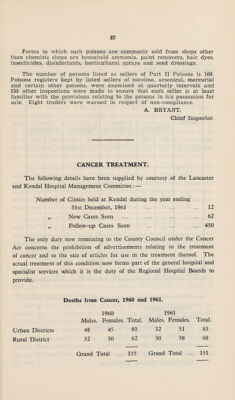 37
Forms in which such poisons are commonly sold from shops other
than chemists shops are household ammonia, paint removers, hair dyes,
insecticides, disinfectants, horticultural sprays and seed dressings.
The number of persons listed as sellers of Part II Poisons is 168.
Poisons registers kept by listed sellers of nicotine, arsenical, mercurial
and certain other poisons, were examined at quarterly intervals and
155 other inspections were made to ensure that each seller is at least
familiar with the provisions relating to the poisons in his possession for
sale. Eight traders were warned in respect of non-compliance.
A. BRYANT,
Chief Inspector.
CANCER TREATMENT.
The following details have been supplied by courtesy of the Lancaster
and Kendal Hospital Management Committee:—
Number of Clinics held at Kendal during the year ending
31st December, 1961 ... ... ... 12
„ New Cases Seen ... ... ... ... 62
„ Follow-up Cases Seen ... ... ... 450
The only duty now remaining to the County Council under the Cancer
Act concerns the prohibition of advertisements relating to the treatment
of cancer and to the sale of articles for use in the treatment thereof. The
actual treatment of this condition now forms part of the general hospital and
specialist services which it is the duty of the Regional Hospital Boards to
provide.
Deaths from Cancer, 1960 and 1961.
1960 1961
Males. Females. Total. Males. Females. Total.
Urban Districts 48 45 93 32 51 83
Rural District 32 30 62 30 38 68
Grand Total ... 155 Grand Total ... 151